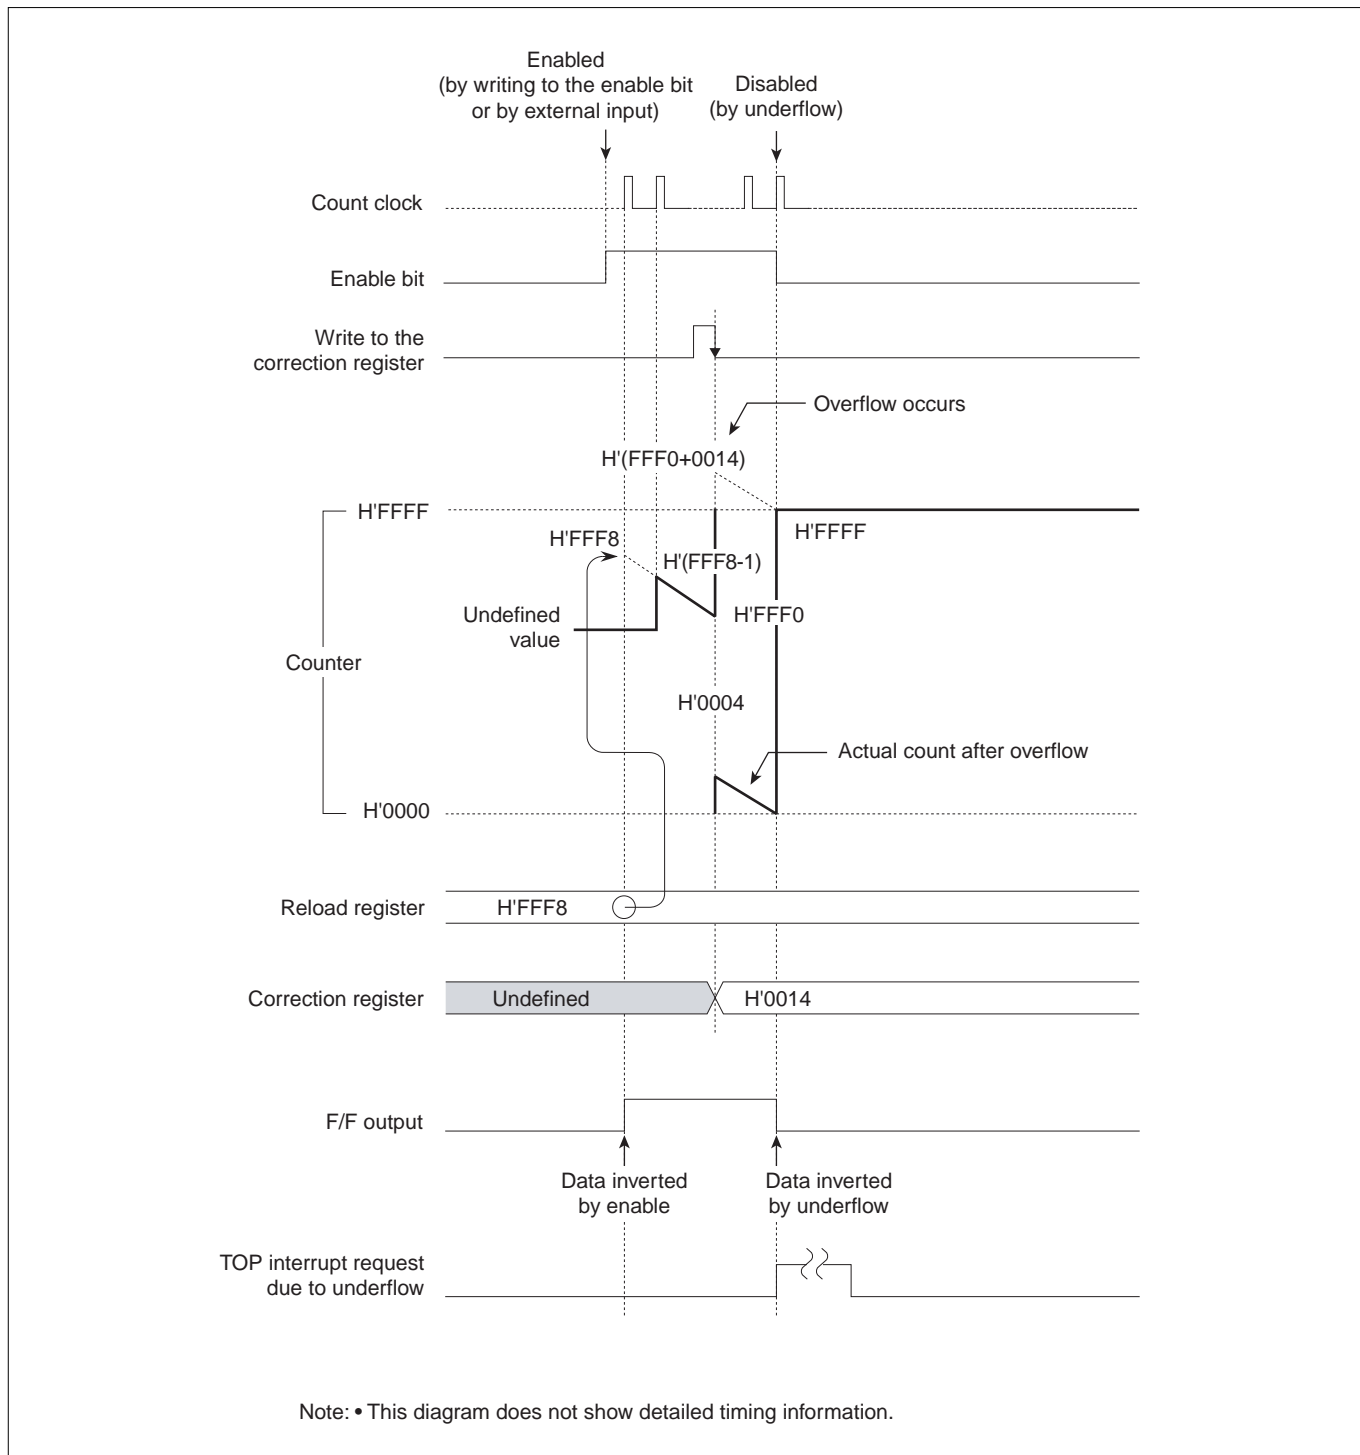 Enabled
(by writing to the enable bit
or by external input)
Disabled
(by underflow)
Count clock
Enable bit
Write to the
correction register
Overflow occurs
H'(FFF0+0014)
H'FFFF
H'FFFF
H'FFF8
H'(FFF8-1)
Undefined
value
H'FFF0
Counter
H'0004
Actual count after overflow
H'0000
Reload register
H'FFF8
Correction register
Undefined
H'0014
F/F output
Data inverted
by enable
Data inverted
by underflow
TOP interrupt request
due to underflow
Note: • This diagram does not show detailed timing information.